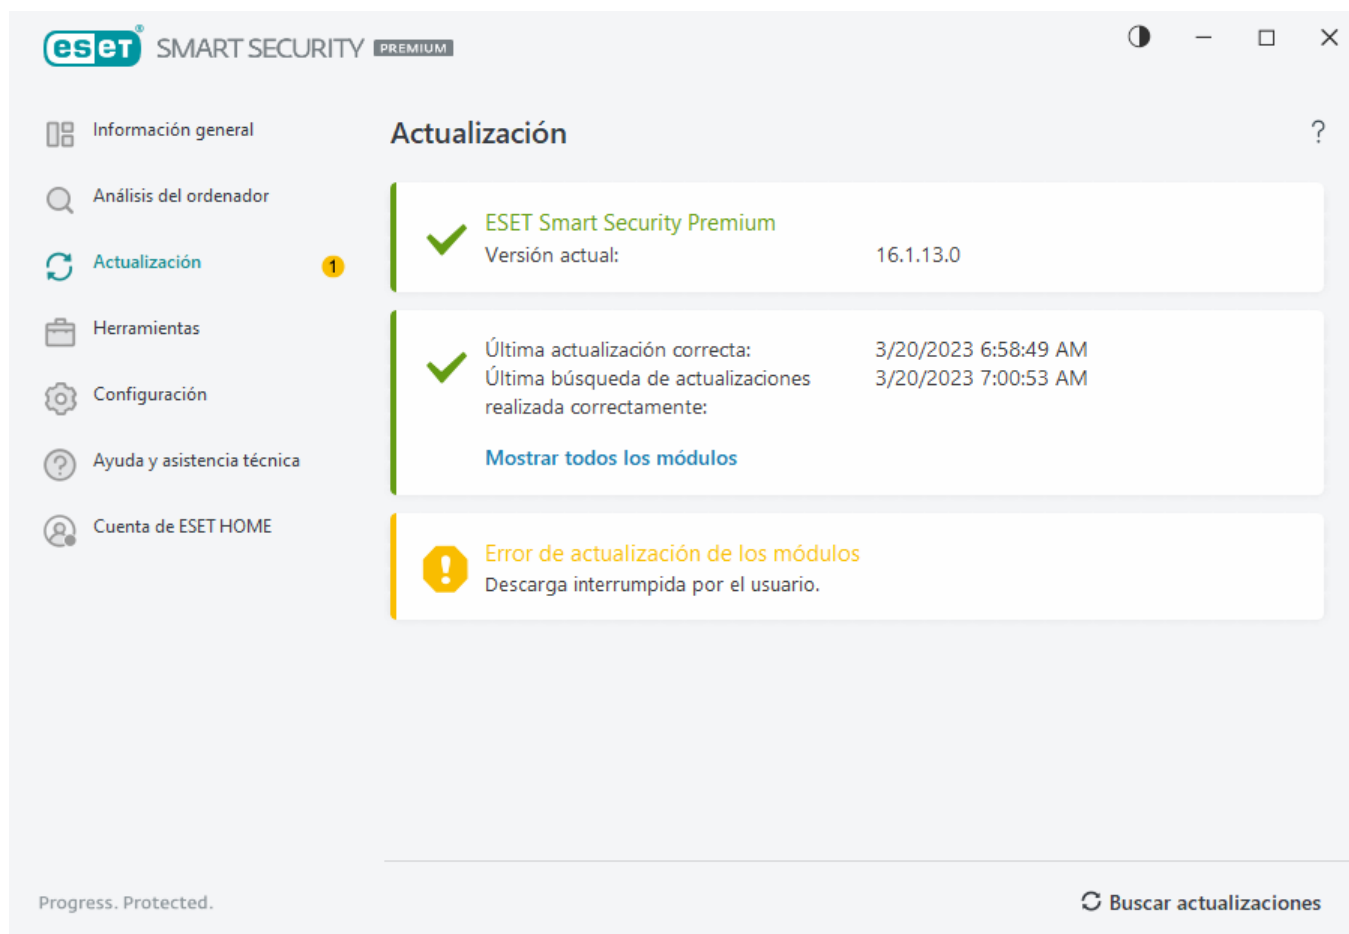 eset® SMART SECURITY PREMIUM
Información general
Análisis del ordenador
Actualización 1
Herramientas
Configuración
Ayuda y asistencia técnica
Cuenta de ESET HOME
Actualización ?
ESET Smart Security Premium
Versión actual: 16.1.13.0
Última actualización correcta: 3/20/2023 6:58:49 AM
Última búsqueda de actualizaciones 3/20/2023 7:00:53 AM
realizada correctamente:
Mostrar todos los módulos
Error de actualización de los módulos
Descarga interrumpida por el usuario.
Progress. Protected.
Buscar actualizaciones